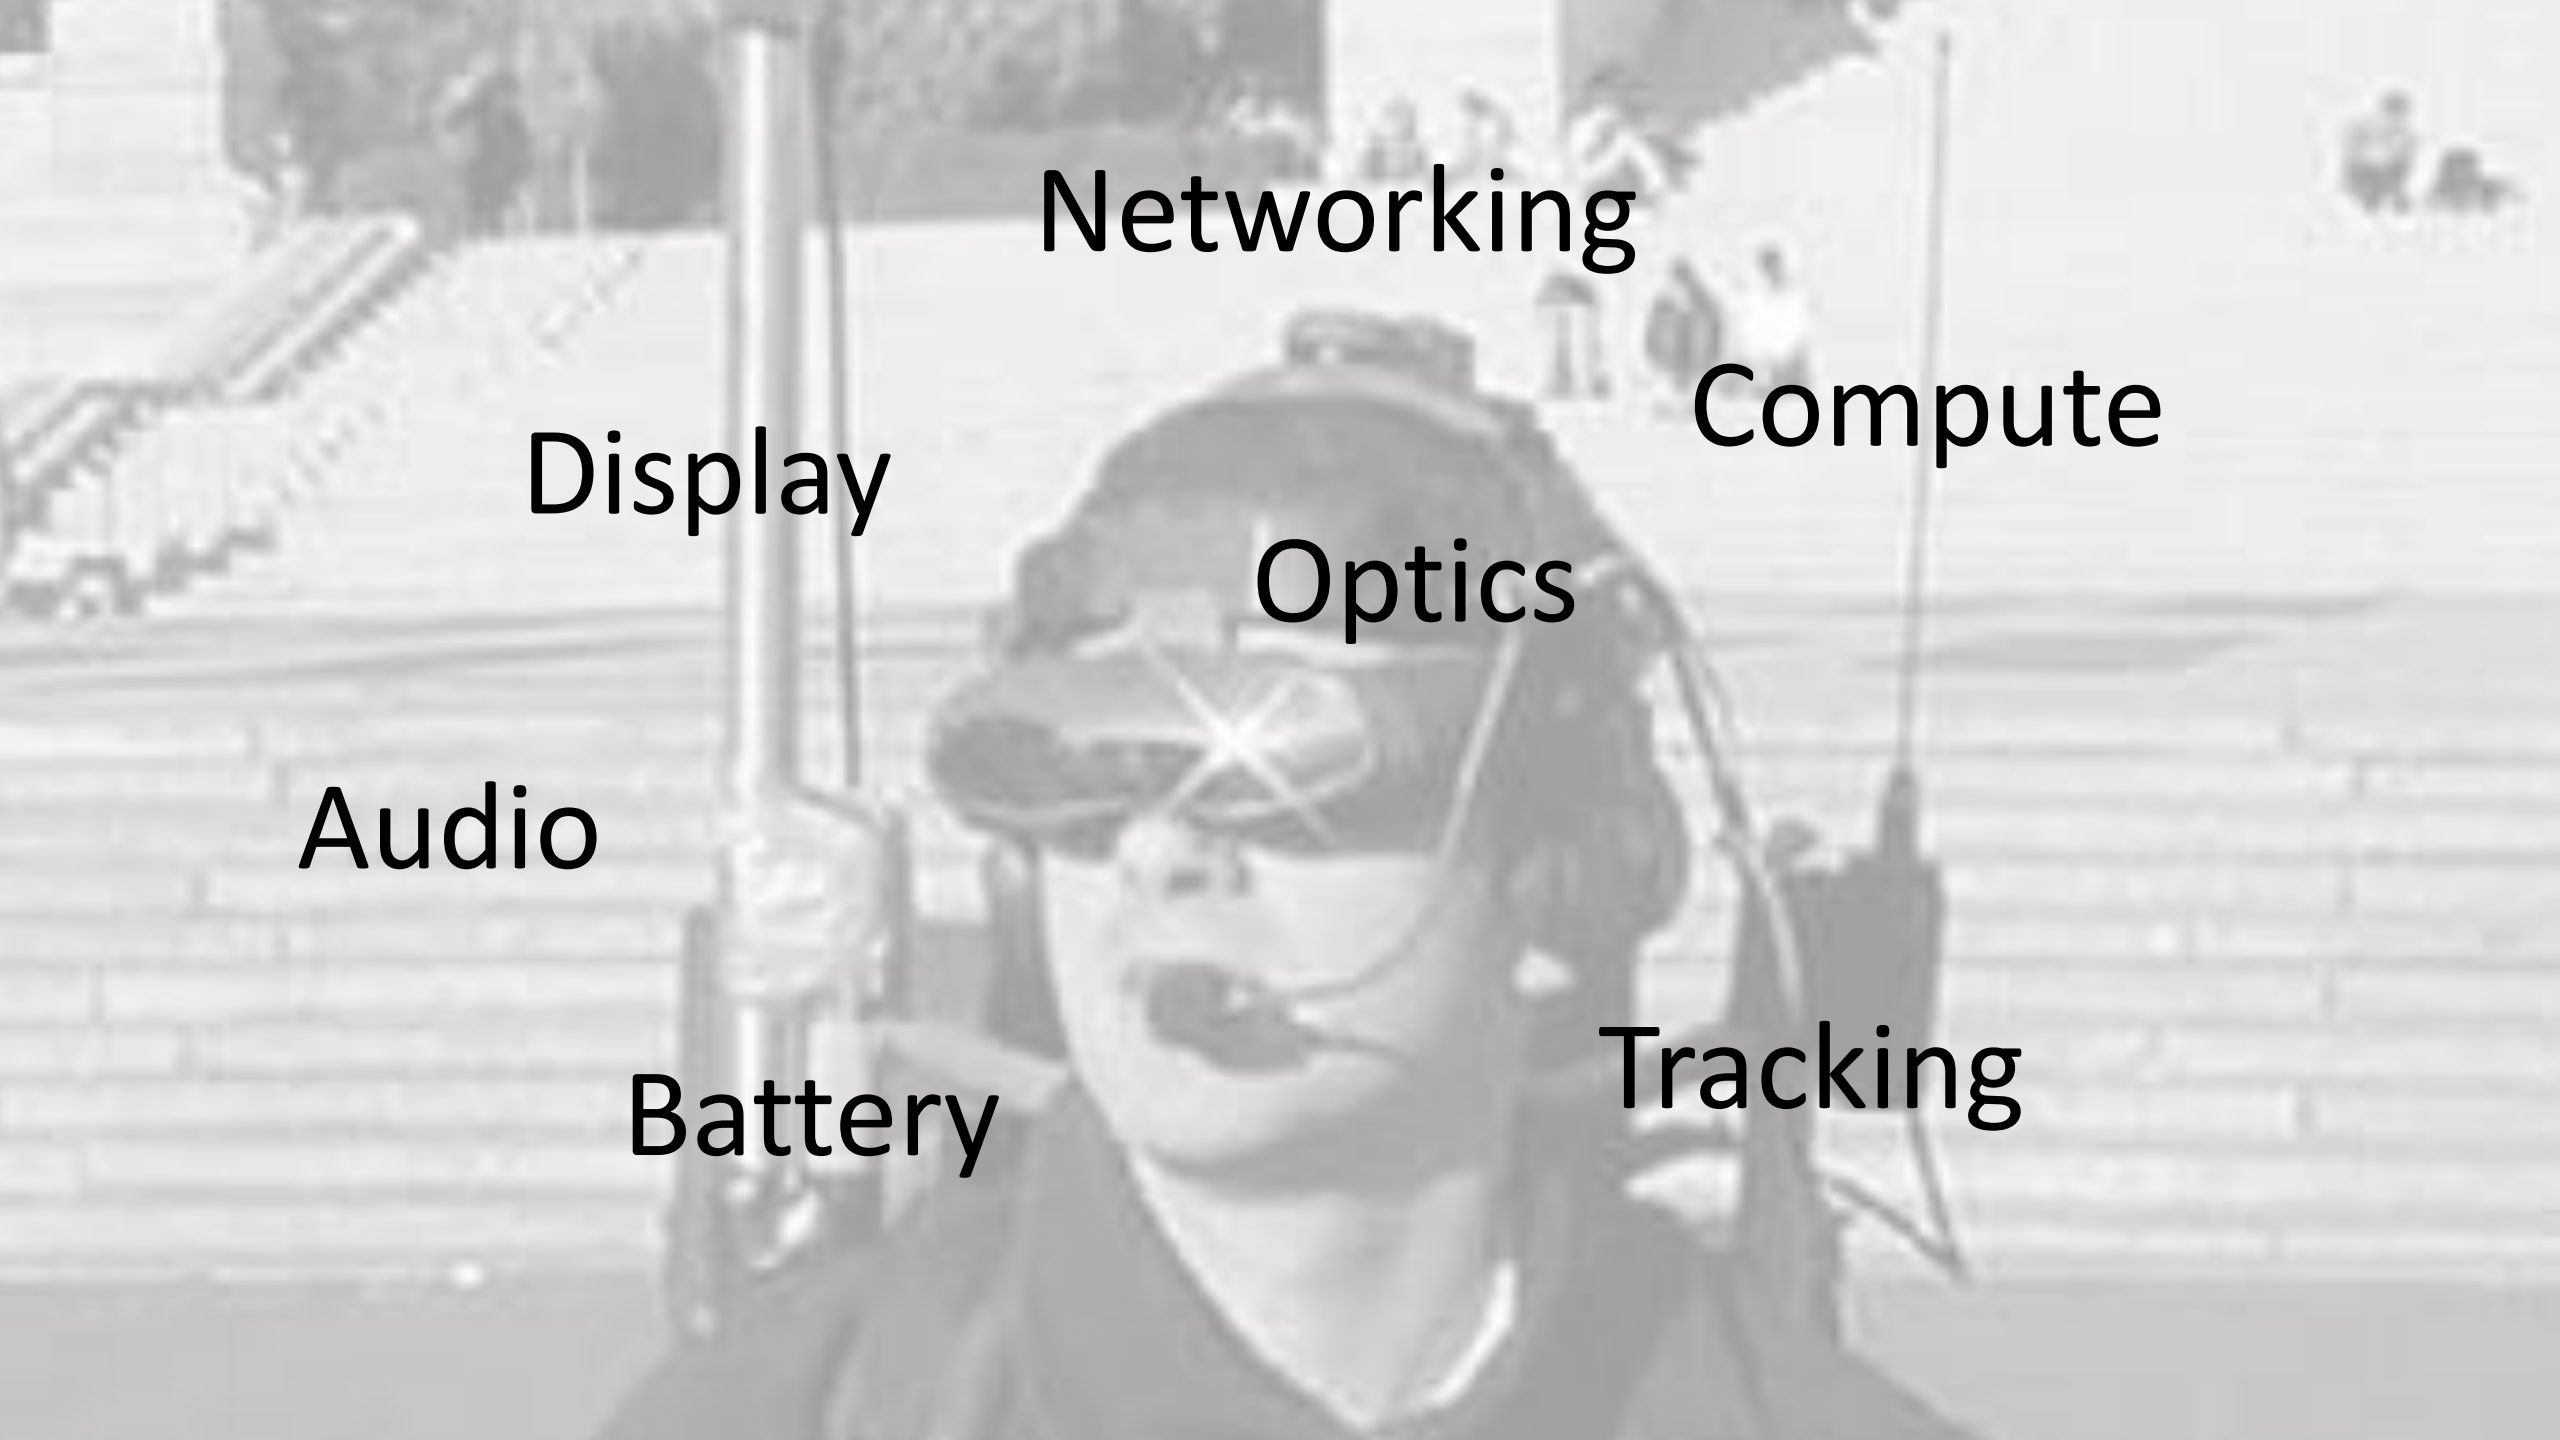 Networking
Compute
Display
Optics
Audio
Tracking
Battery